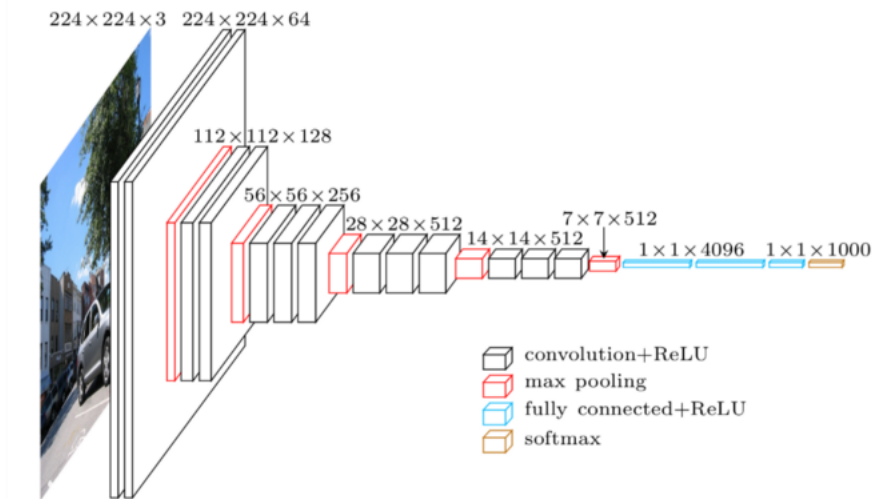 224×224×3
224×224×64
112×112×128
56×56×256
28×28×512
14×14×512
7×7×512
1×1×4096
1×1×1000
convolution+ReLU
max pooling
fully connected+ReLU
softmax